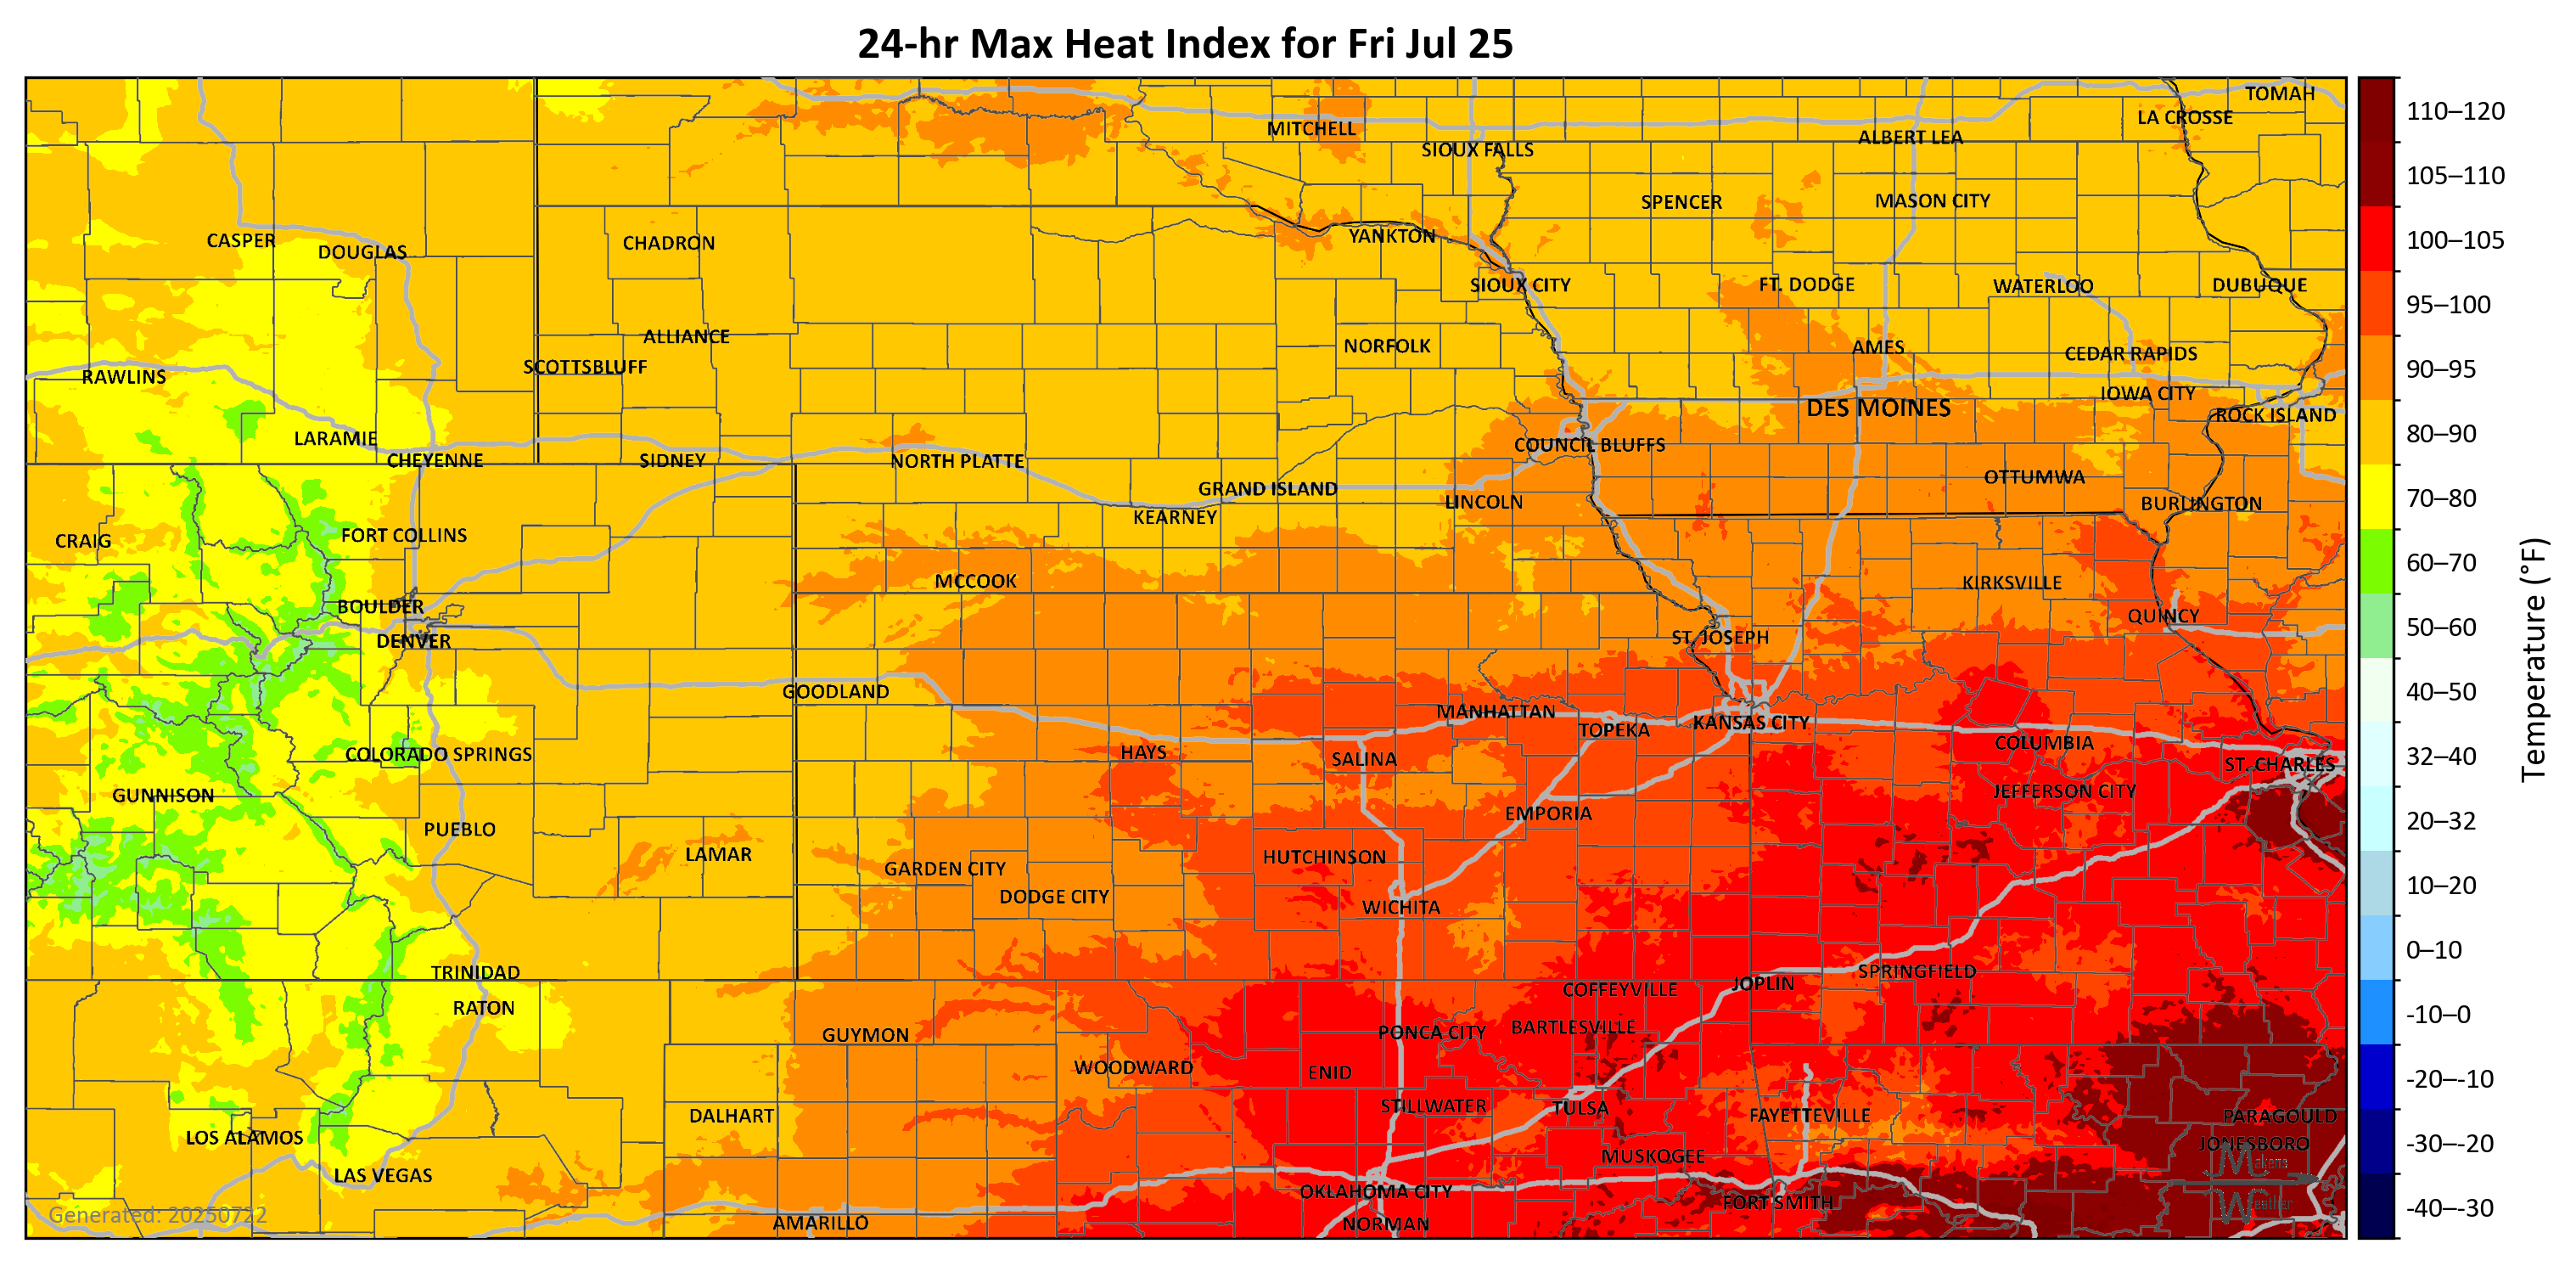 24-hr Max Heat Index for Fri Jul 25
TOMAH
LA CROSSE
MITCHELL
ALBERT LEA
SIOUX FALLS
SPENCER
MASON CITY
CASPER
DOUGLAS
CHADRON
YANKTON
SIOUX CITY
FT. DODGE
WATERLOO
DUBUQUE
ALLIANCE
NORFOLK
AMES
CEDAR RAPIDS
SCOTTSBLUFF
RAWLINS
IOWA CITY
DES MOINES
ROCK ISLAND
LARAMIE
COUNCIL BLUFFS
CHEYENNE
SIDNEY
NORTH PLATTE
OTTUMWA
GRAND ISLAND
LINCOLN
BURLINGTON
KEARNEY
CRAIG
FORT COLLINS
MCCOOK
KIRKSVILLE
BOULDER
QUINCY
DENVER
ST. JOSEPH
GOODLAND
MANHATTAN
KANSAS CITY
TOPEKA
COLUMBIA
COLORADO SPRINGS
HAYS
SALINA
ST. CHARLES
GUNNISON
JEFFERSON CITY
EMPORIA
PUEBLO
LAMAR
HUTCHINSON
GARDEN CITY
DODGE CITY
WICHITA
TRINIDAD
SPRINGFIELD
JOPLIN
COFFEYVILLE
RATON
GUYMON
PONCA CITY
BARTLESVILLE
WOODWARD
ENID
DALHART
STILLWATER
TULSA
FAYETTEVILLE
PARAGOULD
LOS ALAMOS
JONESBORO
MUSKOGEE
LAS VEGAS
OKLAHOMA CITY
FORT SMITH
AMARILLO
NORMAN
Generated: 20250722
Makens
Weather
110–120
105–110
100–105
95–100
90–95
80–90
70–80
60–70
50–60
40–50
32–40
20–32
10–20
0–10
-10–0
-20–-10
-30–-20
-40–-30
Temperature (°F)